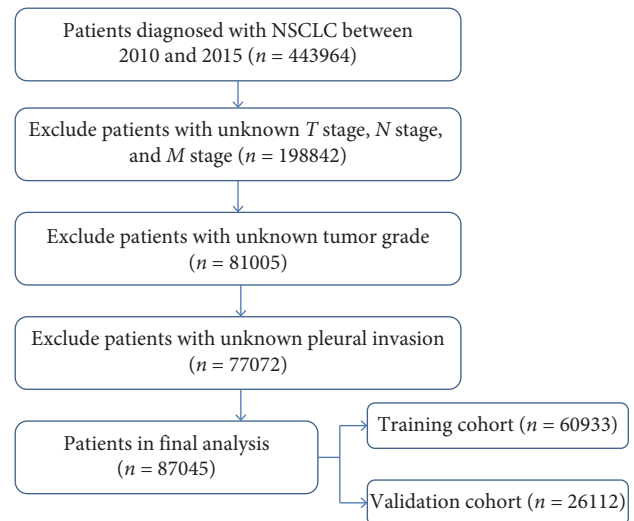 Patients diagnosed with NSCLC between
2010 and 2015 (n = 443964)
Exclude patients with unknown T stage, N stage,
and M stage (n = 198842)
Exclude patients with unknown tumor grade
(n = 81005)
Exclude patients with unknown pleural invasion
(n = 77072)
Patients in final analysis
(n = 87045)
Training cohort (n = 60933)
Validation cohort (n = 26112)